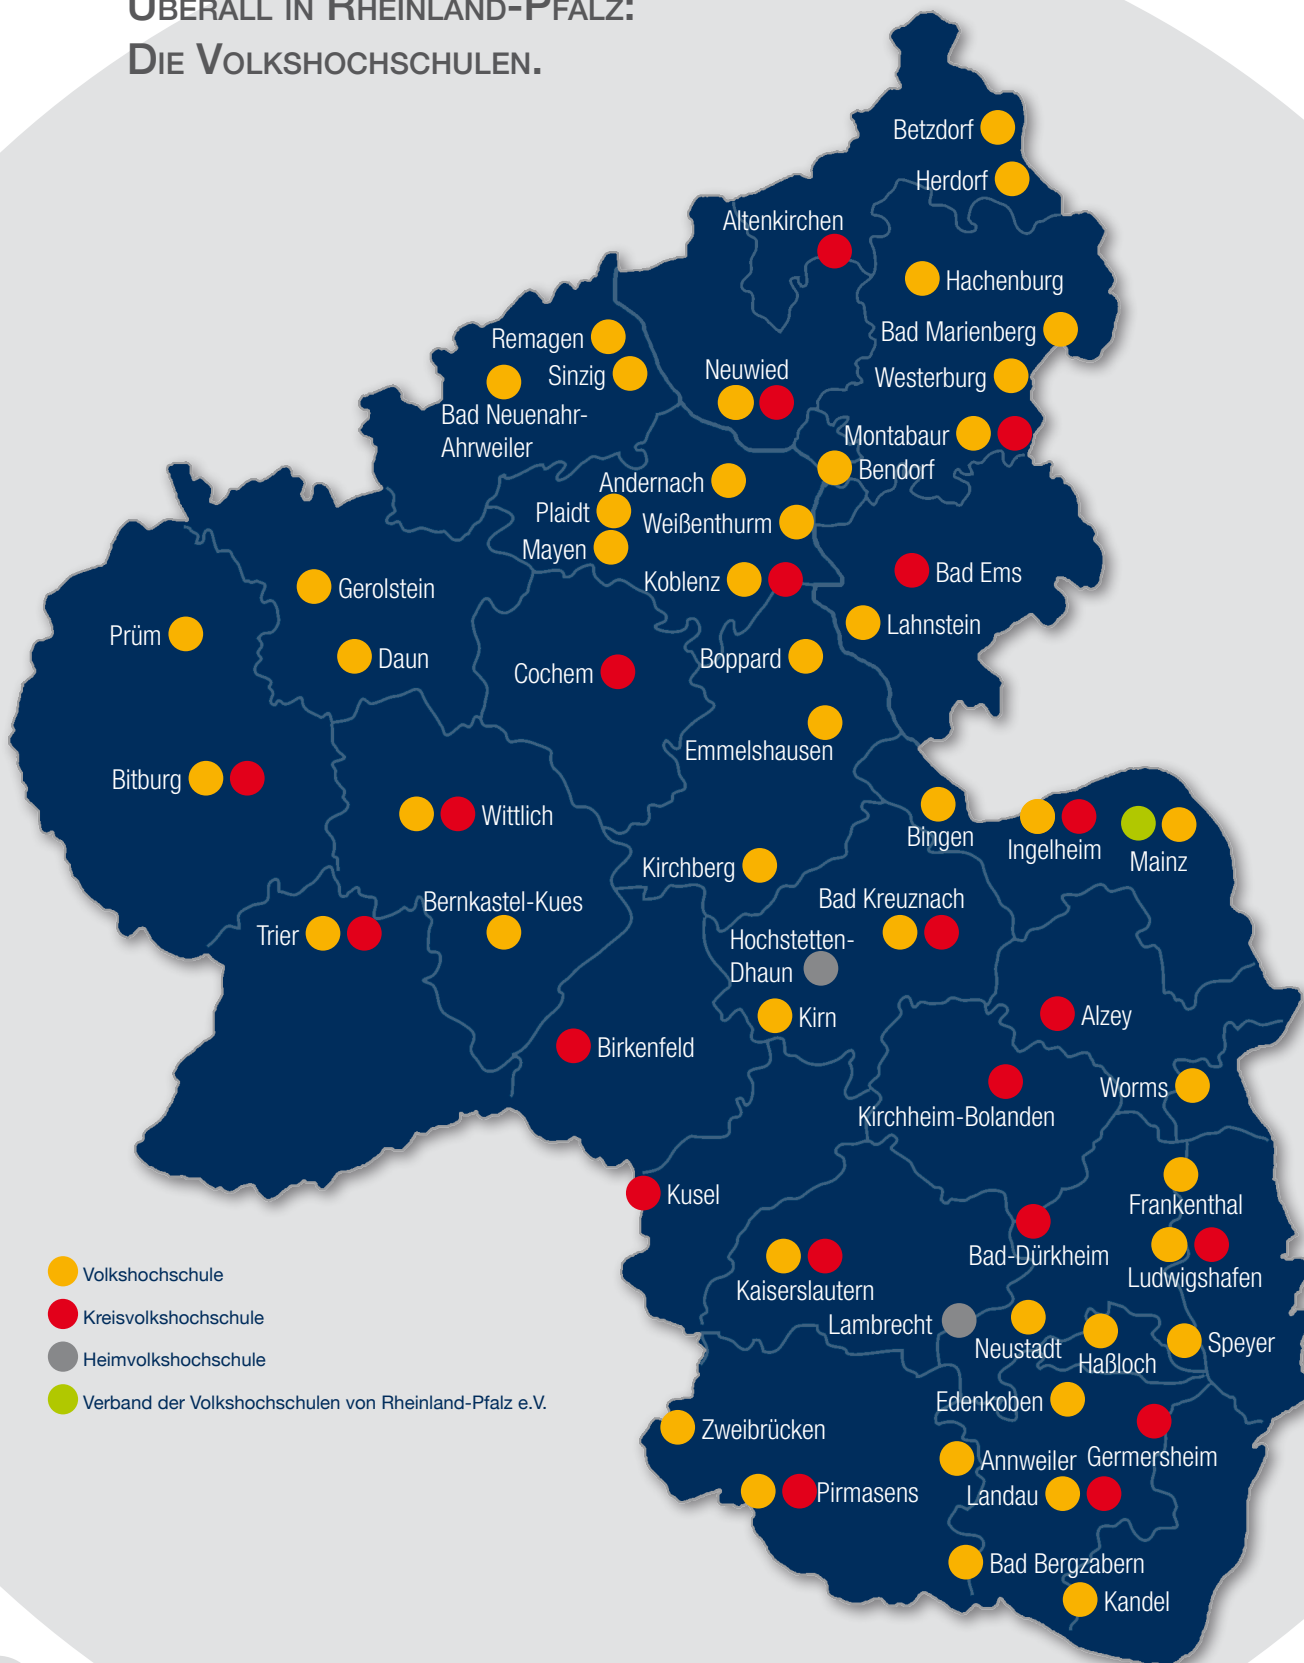 ÜBERALL IN RHEINLAND-PFALZ:
DIE VOLKSHOCHSCHULEN.
Betzdorf
Herdorf
Altenkirchen
Hachenburg
Bad Marienberg
Remagen
Sinzig
Neuwied
Westerburg
Bad Neuenahr-
Ahrweiler
Montabaur
Bendorf
Andernach
Plaidt
Weißenthurm
Mayen
Koblenz
Bad Ems
Gerolstein
Lahnstein
Prüm
Daun
Boppard
Cochem
Emmelshausen
Bitburg
Wittlich
Bingen
Ingelheim
Mainz
Kirchberg
Bad Kreuznach
Bernkastel-Kues
Trier
Hochstetten-
Dhaun
Kirn
Alzey
Birkenfeld
Worms
Kirchheim-Bolanden
Kusel
Frankenthal
Bad-Dürkheim
Ludwigshafen
Kaiserslautern
Lambrecht
Neustadt
Haßloch
Speyer
Edenkoben
Zweibrücken
Annweiler
Germersheim
Pirmasens
Landau
Bad Bergzabern
Kandel
Volkshochschule
Kreisvolkshochschule
Heimvolkshochschule
Verband der Volkshochschulen von Rheinland-Pfalz e.V.